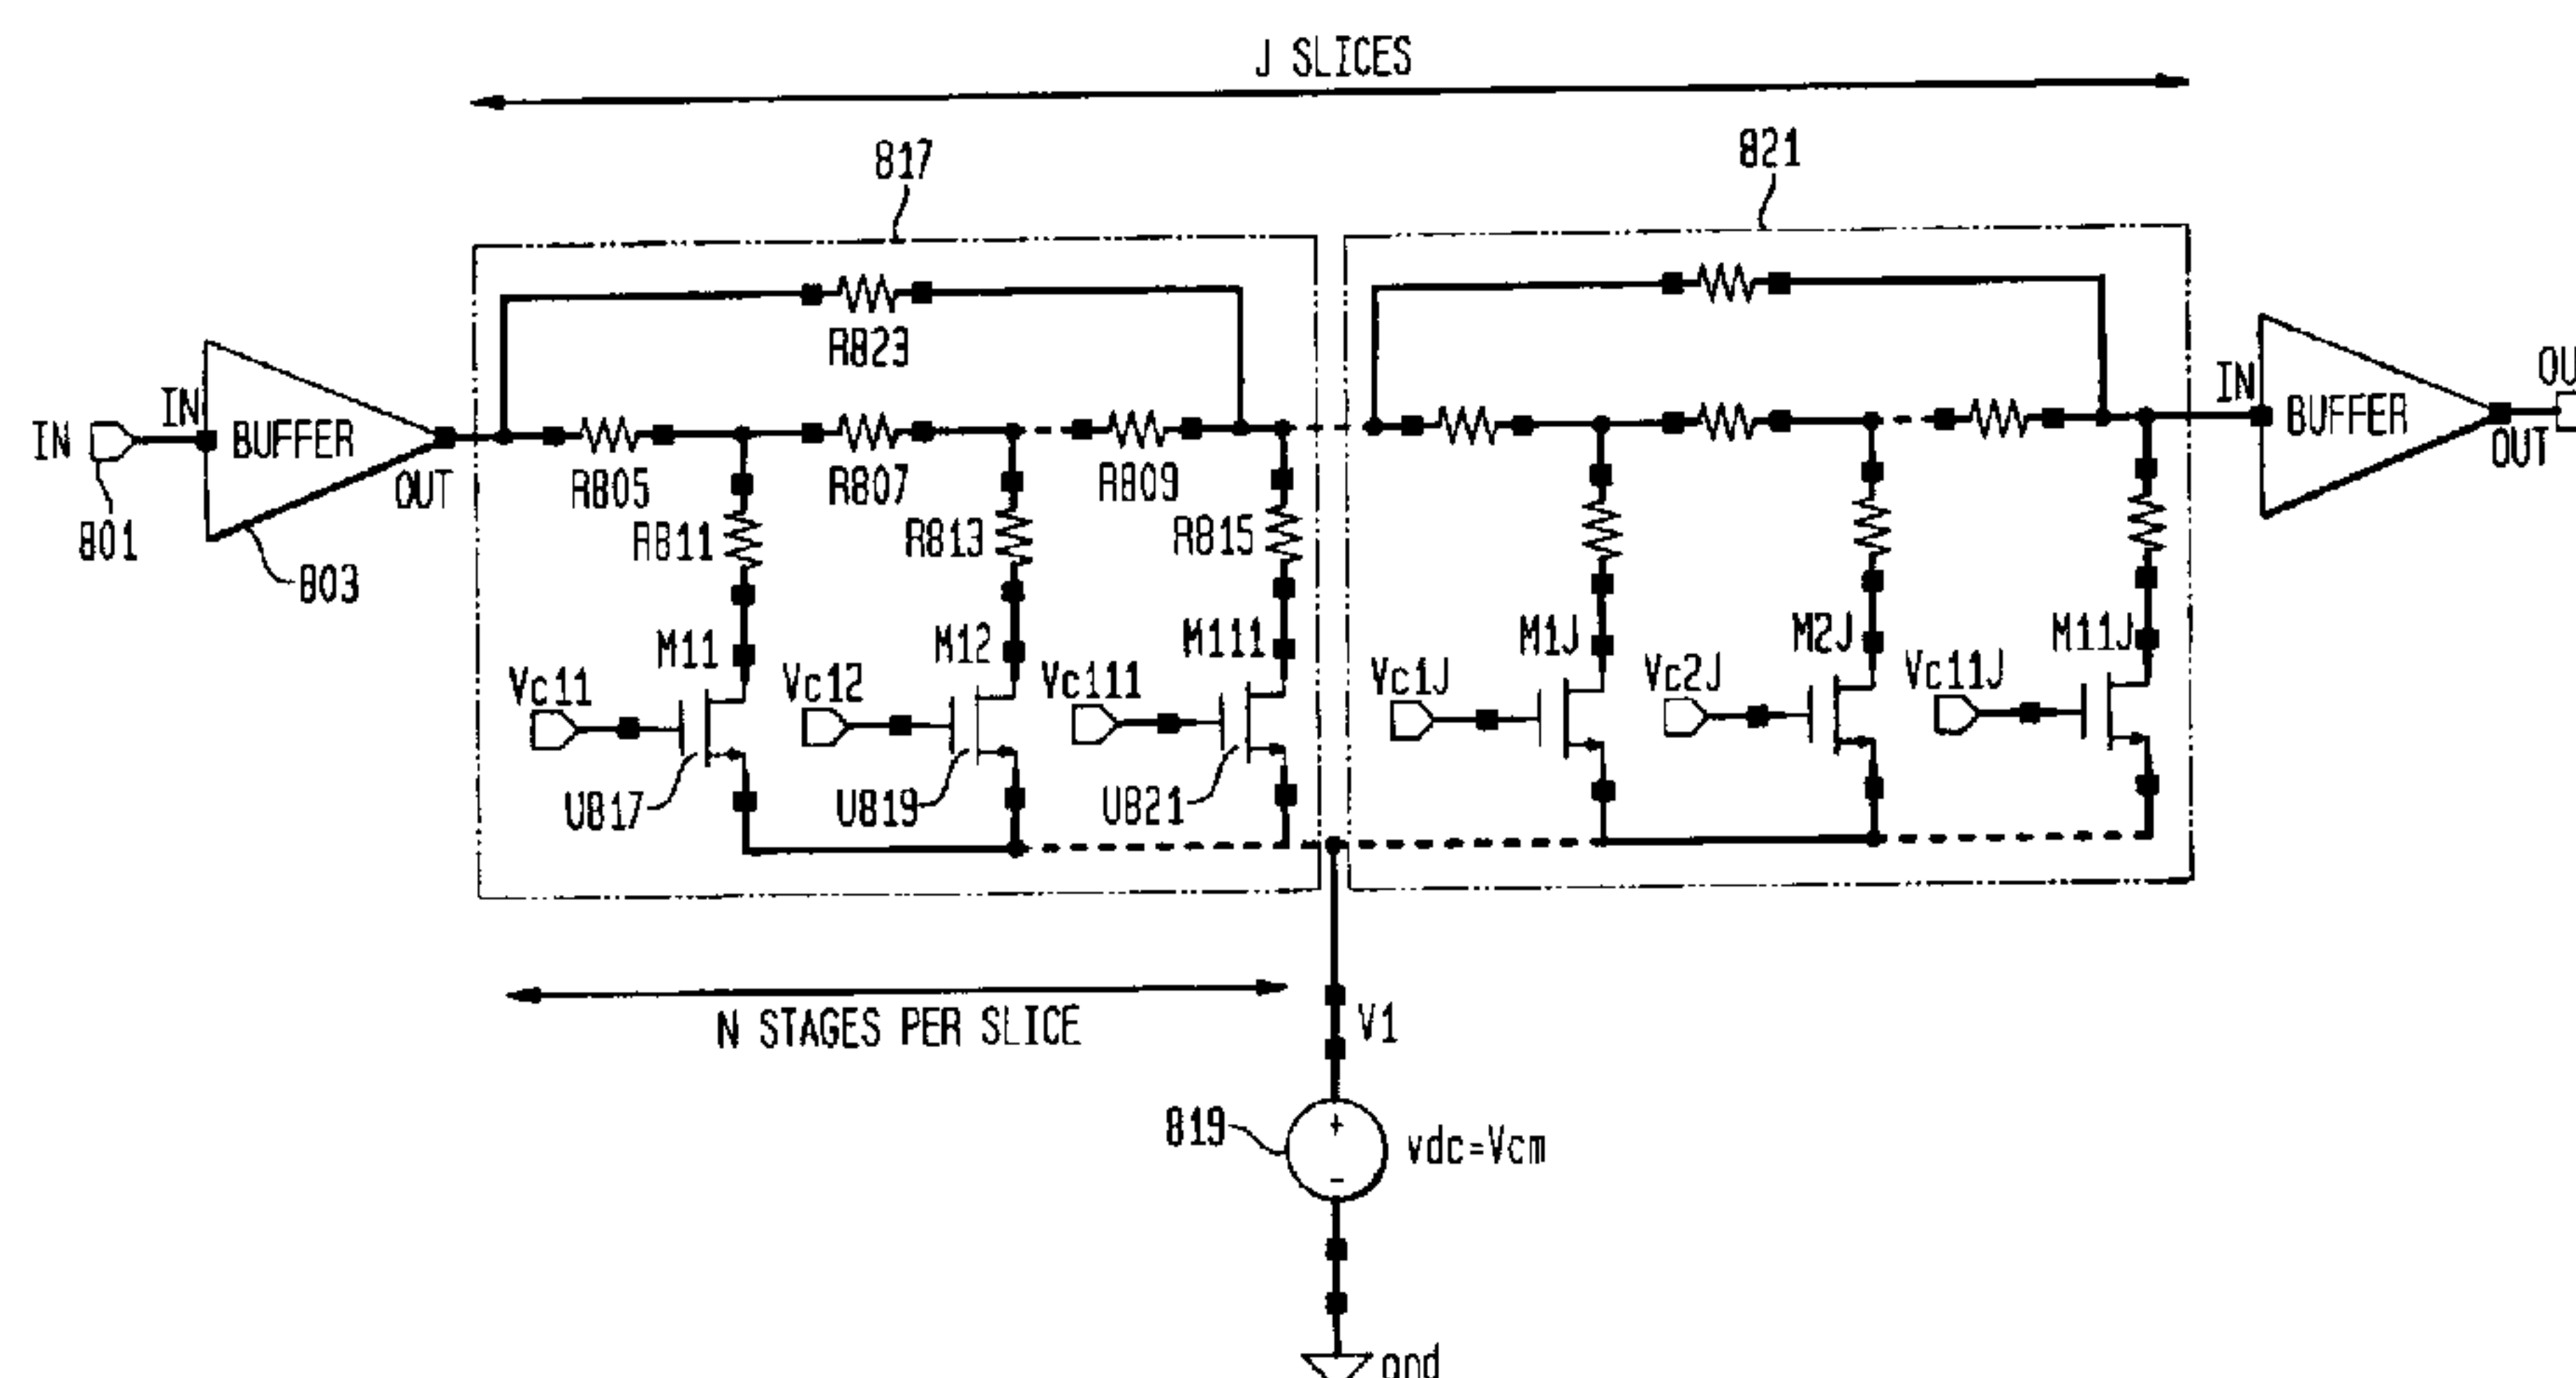 J SLICES
817
821
R823
IN
IN
BUFFER
OUT
801
803
R805
R807
R809
R811
R813
R815
IN
BUFFER
OUT
OU
M11
M12
M111
M1J
M2J
M11J
Vc11
Vc12
Vc111
Vc1J
Vc2J
Vc11J
U817
U819
U821
N STAGES PER SLICE
V1
819
+
-
vdc=Vcm
gnd